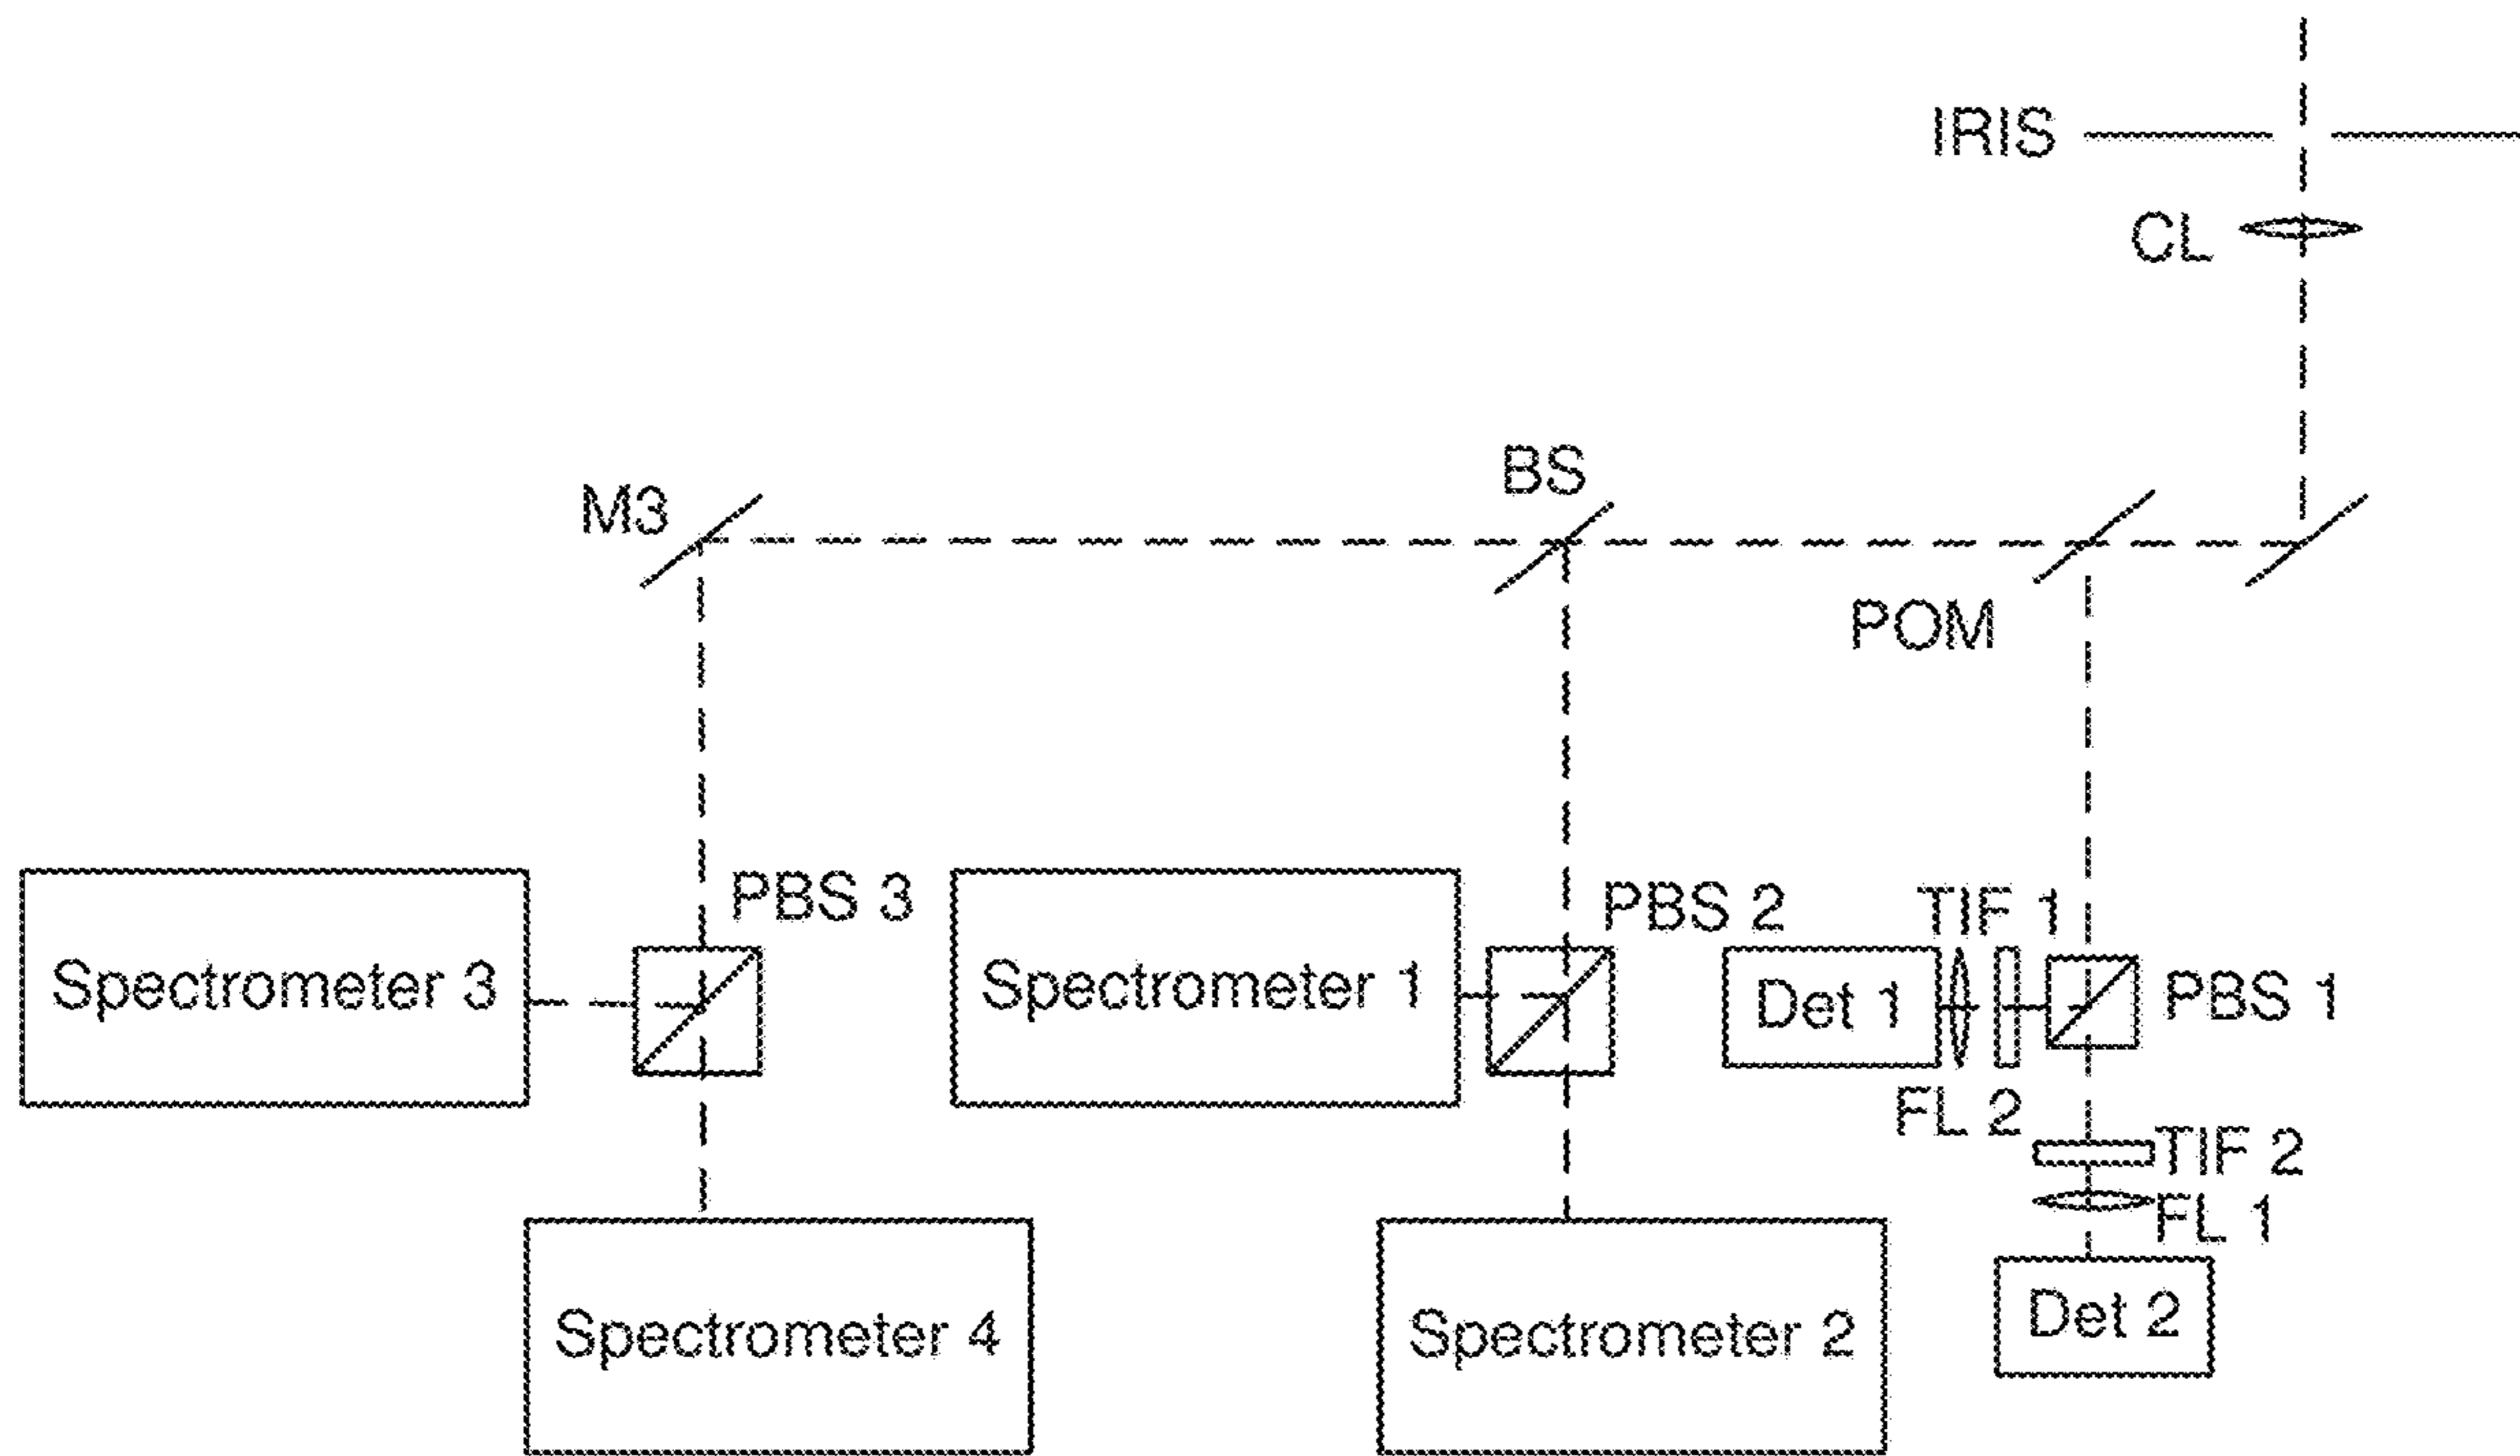 IRIS
CL
BS
M3
POM
PBS 3
PBS 2
TIF 1
Spectrometer 3
Spectrometer 1
Det 1
PBS 1
FL 2
TIF 2
FL 1
Spectrometer 4
Spectrometer 2
Det 2